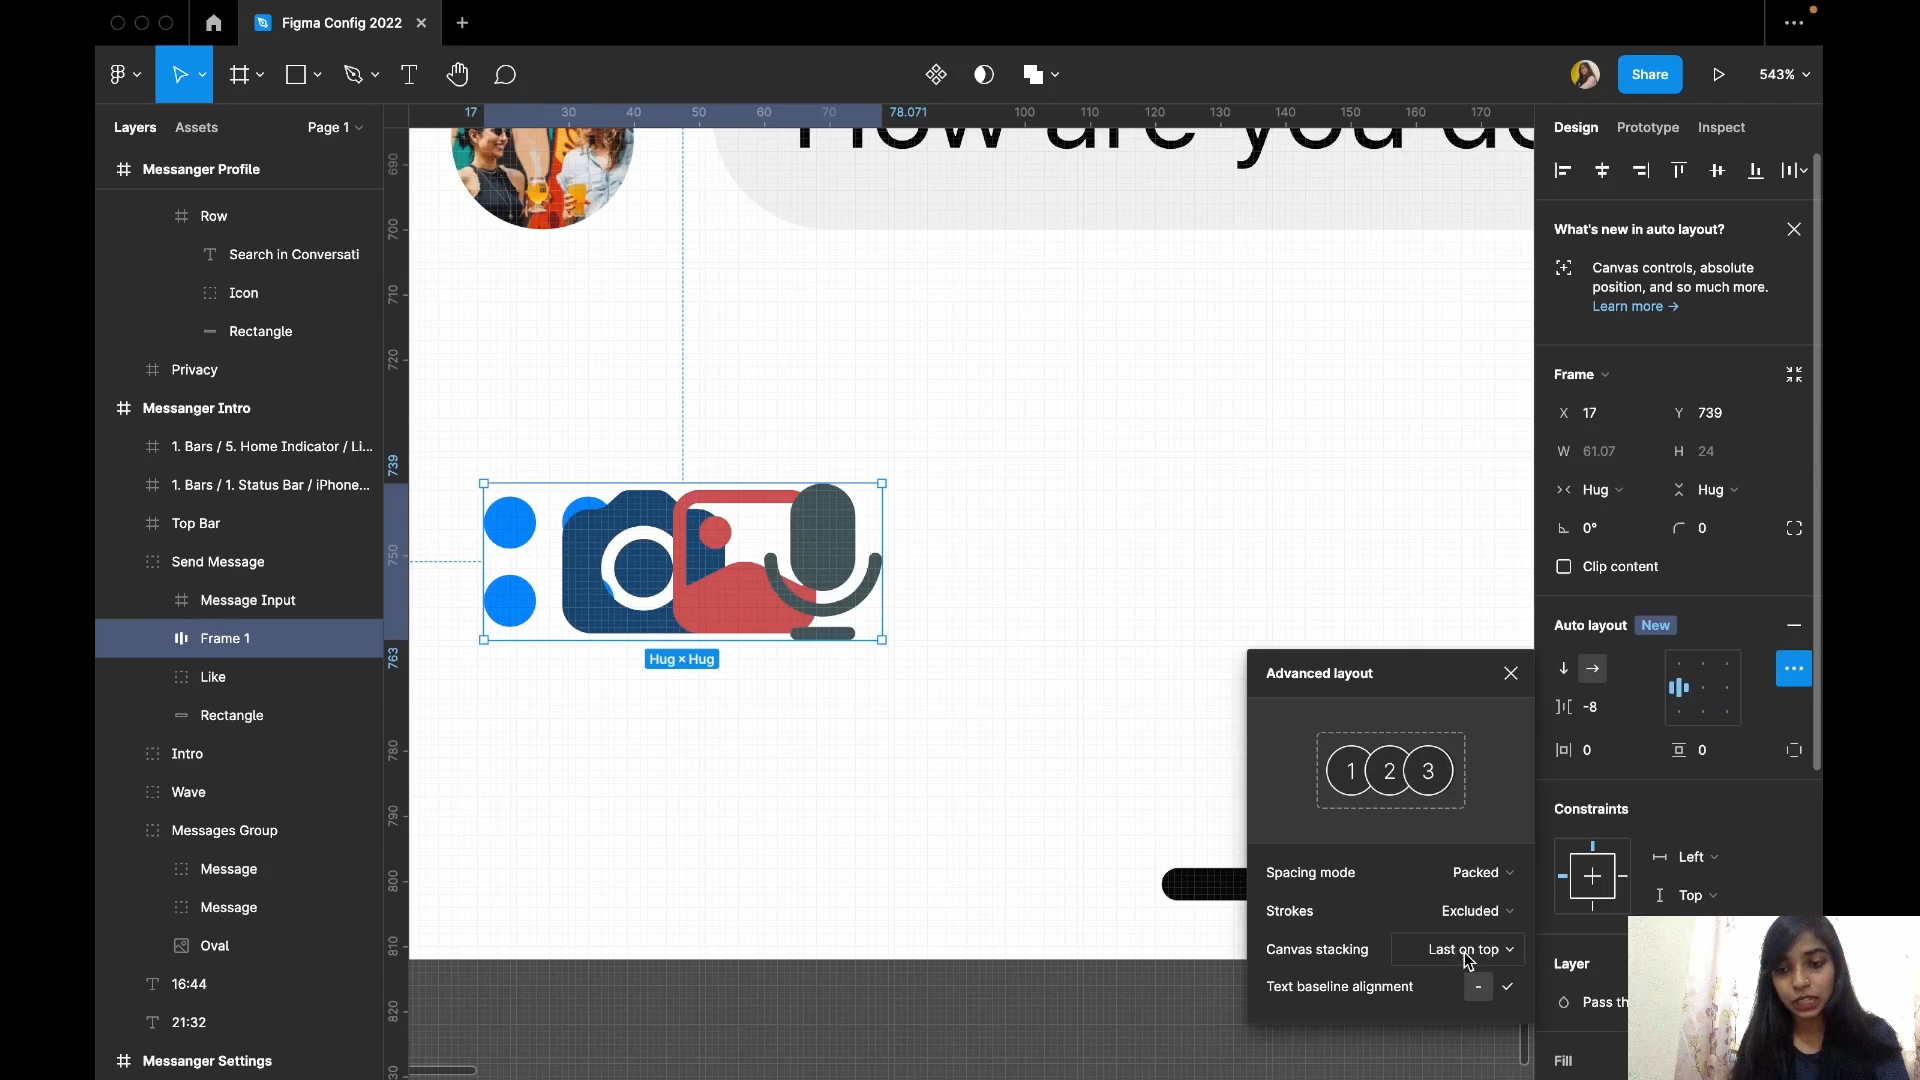 Figma Config 2022
Share
543%
Layers
Assets
Page 1
Messanger Profile
Row
Search in Conversati
Icon
Rectangle
Privacy
Messanger Intro
1. Bars / 5. Home Indicator / Li...
1. Bars / 1. Status Bar / iPhone...
Top Bar
Send Message
Message Input
Frame 1
Like
Rectangle
Intro
Wave
Messages Group
Message
Message
Oval
16:44
21:32
Messanger Settings
17
30
40
50
60
70
78.071
100
110
120
130
140
150
160
170
690
700
710
720
739
750
763
780
790
800
810
820
30
How are you do
Hug × Hug
Advanced layout
1 2 3
Spacing mode Packed
Strokes Excluded
Canvas stacking Last on top
Text baseline alignment -
Design
Prototype
Inspect
What's new in auto layout?
Canvas controls, absolute
position, and so much more.
Learn more →
Frame
X 17
Y 739
W 61.07
H 24
Hug
Hug
0°
0
Clip content
Auto layout New
-8
0
0
Constraints
Left
Top
Layer
Pass th
Fill